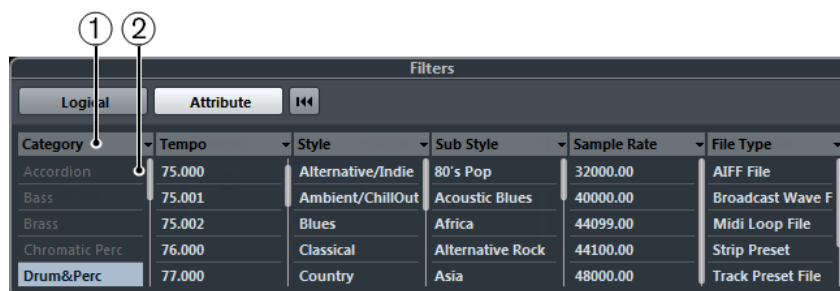 1 2
Filters
Logical Attribute
Category Tempo Style Sub Style Sample Rate File Type
Accordion 75.000 Alternative/Indie 80's Pop 32000.00 AIFF File
Bass 75.001 Ambient/ChillOut Acoustic Blues 40000.00 Broadcast Wave F
Brass 75.002 Blues Africa 44099.00 Midi Loop File
Chromatic Perc 76.000 Classical Alternative Rock 44100.00 Strip Preset
Drum&Perc 77.000 Country Asia 48000.00 Track Preset File